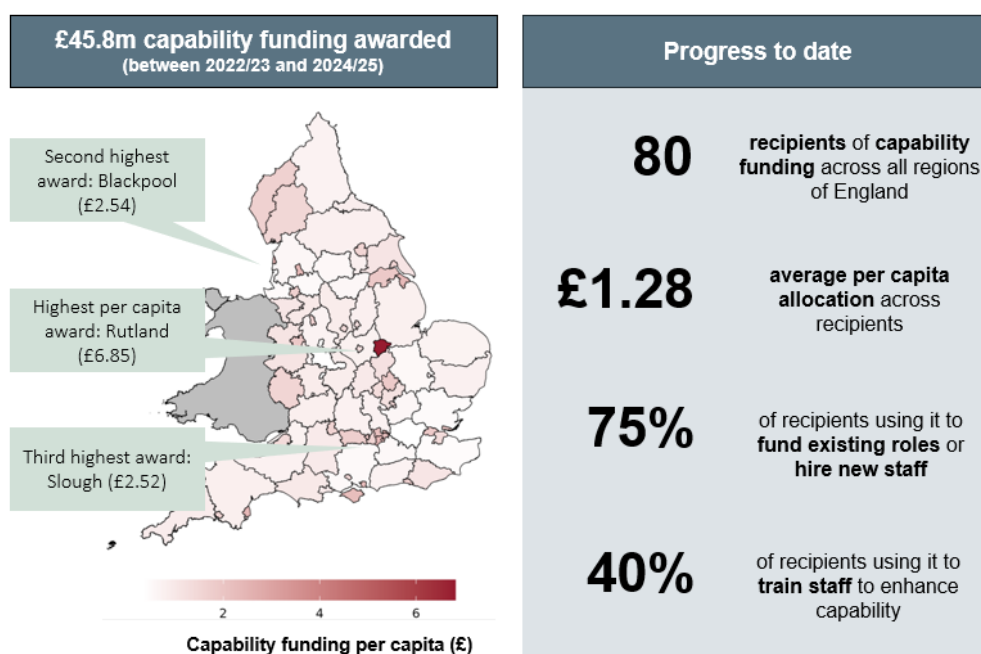 £45.8m capability funding awarded
(between 2022/23 and 2024/25)
Second highest
award: Blackpool
(£2.54)
Highest per capita
award: Rutland
(£6.85)
Third highest award:
Slough (£2.52)
2 4 6
Capability funding per capita (£)
Progress to date
80
recipients of capability
funding across all regions
of England
£1.28
average per capita
allocation across
recipients
75%
of recipients using it to
fund existing roles or
hire new staff
40%
of recipients using it to
train staff to enhance
capability